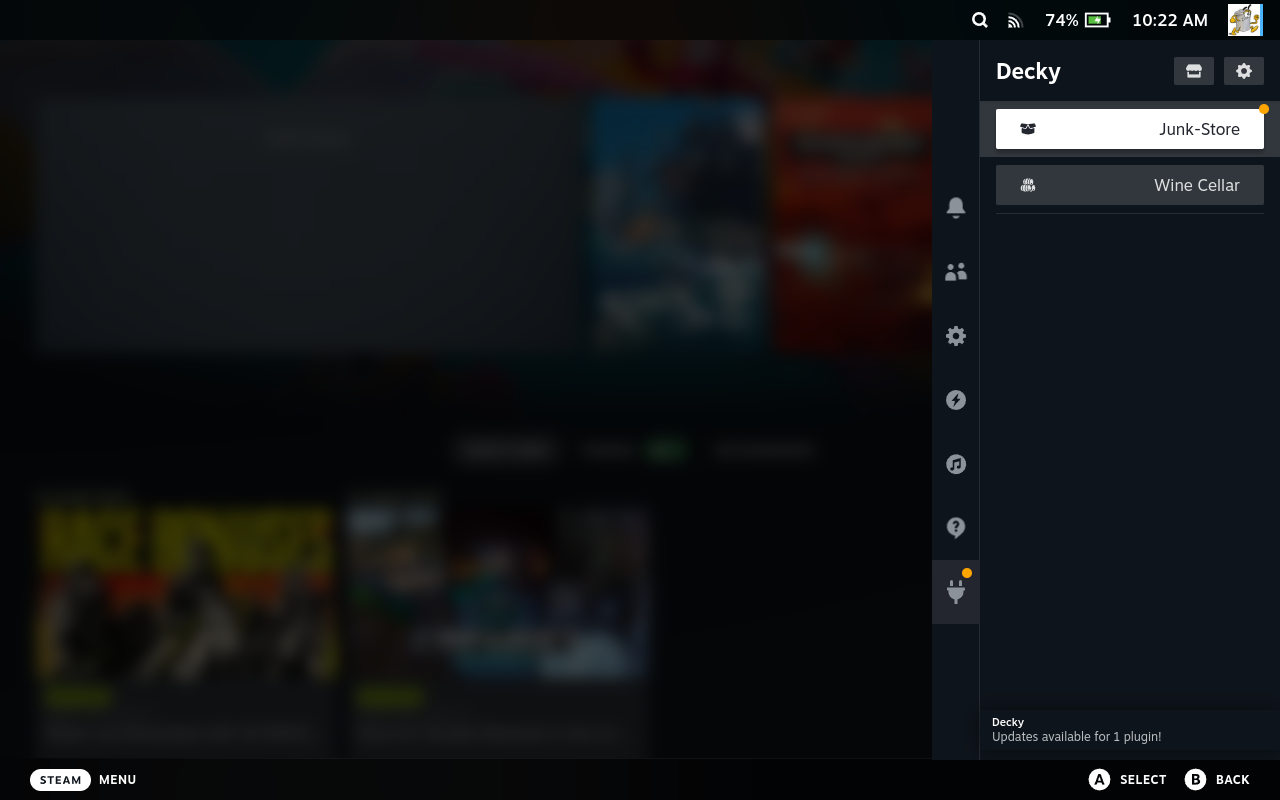 74%
10:22 AM
Decky
Junk-Store
Wine Cellar
Decky
Updates available for 1 plugin!
STEAM MENU
A SELECT B BACK